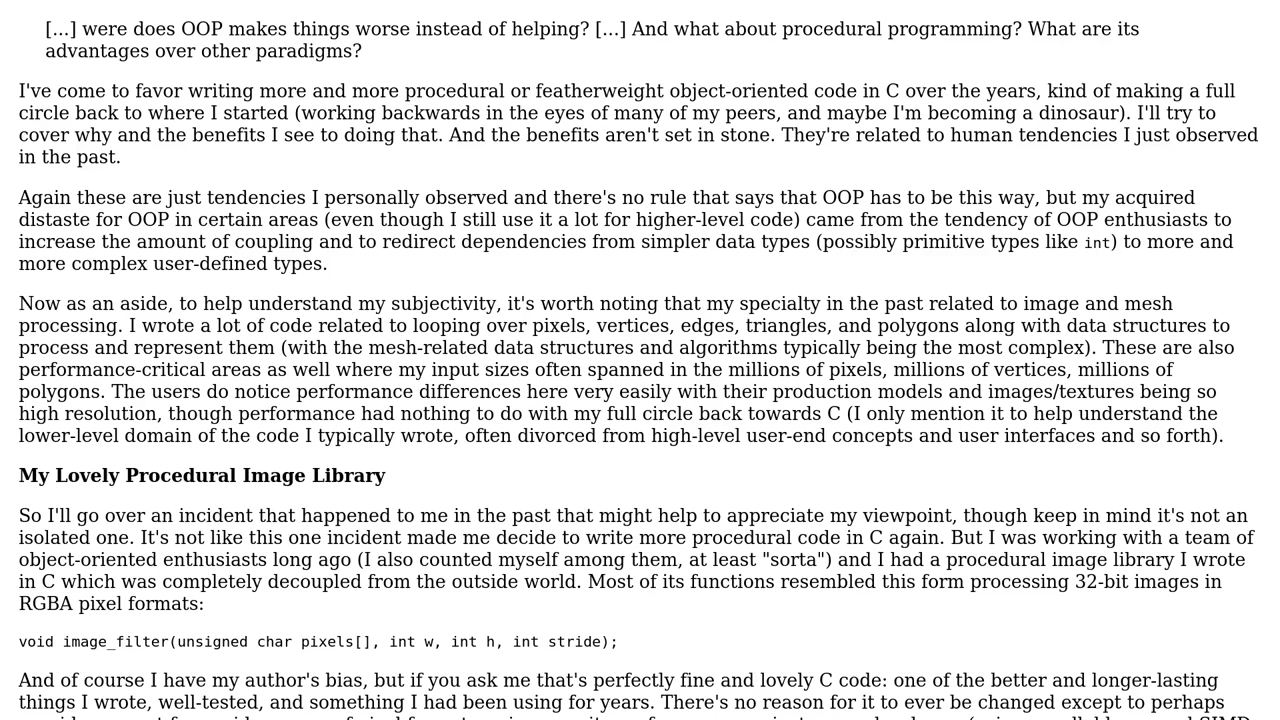 [...] were does OOP makes things worse instead of helping? [...] And what about procedural programming? What are its
advantages over other paradigms?
I've come to favor writing more and more procedural or featherweight object-oriented code in C over the years, kind of making a full
circle back to where I started (working backwards in the eyes of many of my peers, and maybe I'm becoming a dinosaur). I'll try to
cover why and the benefits I see to doing that. And the benefits aren't set in stone. They're related to human tendencies I just observed
in the past.
Again these are just tendencies I personally observed and there's no rule that says that OOP has to be this way, but my acquired
distaste for OOP in certain areas (even though I still use it a lot for higher-level code) came from the tendency of OOP enthusiasts to
increase the amount of coupling and to redirect dependencies from simpler data types (possibly primitive types like int) to more and
more complex user-defined types.
Now as an aside, to help understand my subjectivity, it's worth noting that my specialty in the past related to image and mesh
processing. I wrote a lot of code related to looping over pixels, vertices, edges, triangles, and polygons along with data structures to
process and represent them (with the mesh-related data structures and algorithms typically being the most complex). These are also
performance-critical areas as well where my input sizes often spanned in the millions of pixels, millions of vertices, millions of
polygons. The users do notice performance differences here very easily with their production models and images/textures being so
high resolution, though performance had nothing to do with my full circle back towards C (I only mention it to help understand the
lower-level domain of the code I typically wrote, often divorced from high-level user-end concepts and user interfaces and so forth).
My Lovely Procedural Image Library
So I'll go over an incident that happened to me in the past that might help to appreciate my viewpoint, though keep in mind it's not an
isolated one. It's not like this one incident made me decide to write more procedural code in C again. But I was working with a team of
object-oriented enthusiasts long ago (I also counted myself among them, at least "sorta") and I had a procedural image library I wrote
in C which was completely decoupled from the outside world. Most of its functions resembled this form processing 32-bit images in
RGBA pixel formats:
void image_filter(unsigned char pixels[], int w, int h, int stride);
And of course I have my author's bias, but if you ask me that's perfectly fine and lovely C code: one of the better and longer-lasting
things I wrote, well-tested, and something I had been using for years. There's no reason for it to ever be changed except to perhaps